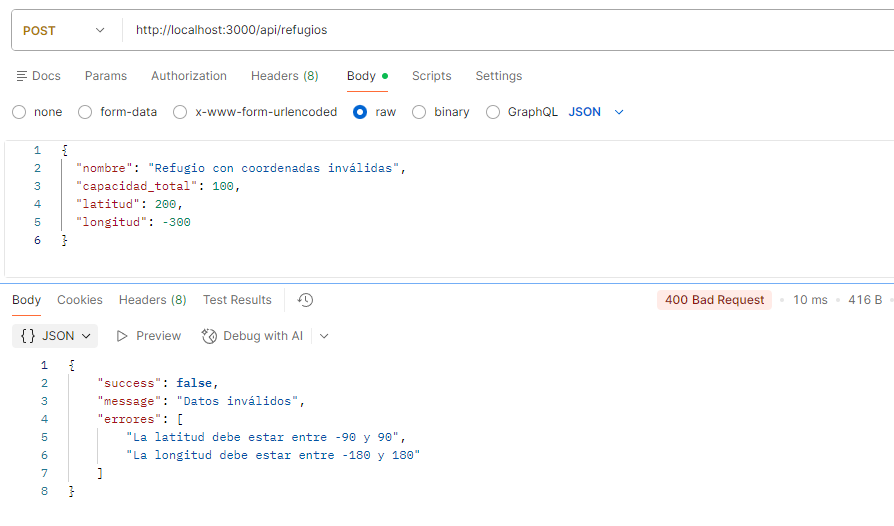 POST http://localhost:3000/api/refugios
Docs Params Authorization Headers (8) Body Scripts Settings
none form-data x-www-form-urlencoded raw binary GraphQL JSON
1 {
2 "nombre": "Refugio con coordenadas inválidas",
3 "capacidad_total": 100,
4 "latitud": 200,
5 "longitud": -300
6 }
Body Cookies Headers (8) Test Results 400 Bad Request • 10 ms • 416 B •
{} JSON Preview Debug with AI
1 {
2 "success": false,
3 "message": "Datos inválidos",
4 "errores": [
5 "La latitud debe estar entre -90 y 90",
6 "La longitud debe estar entre -180 y 180"
7 ]
8 }